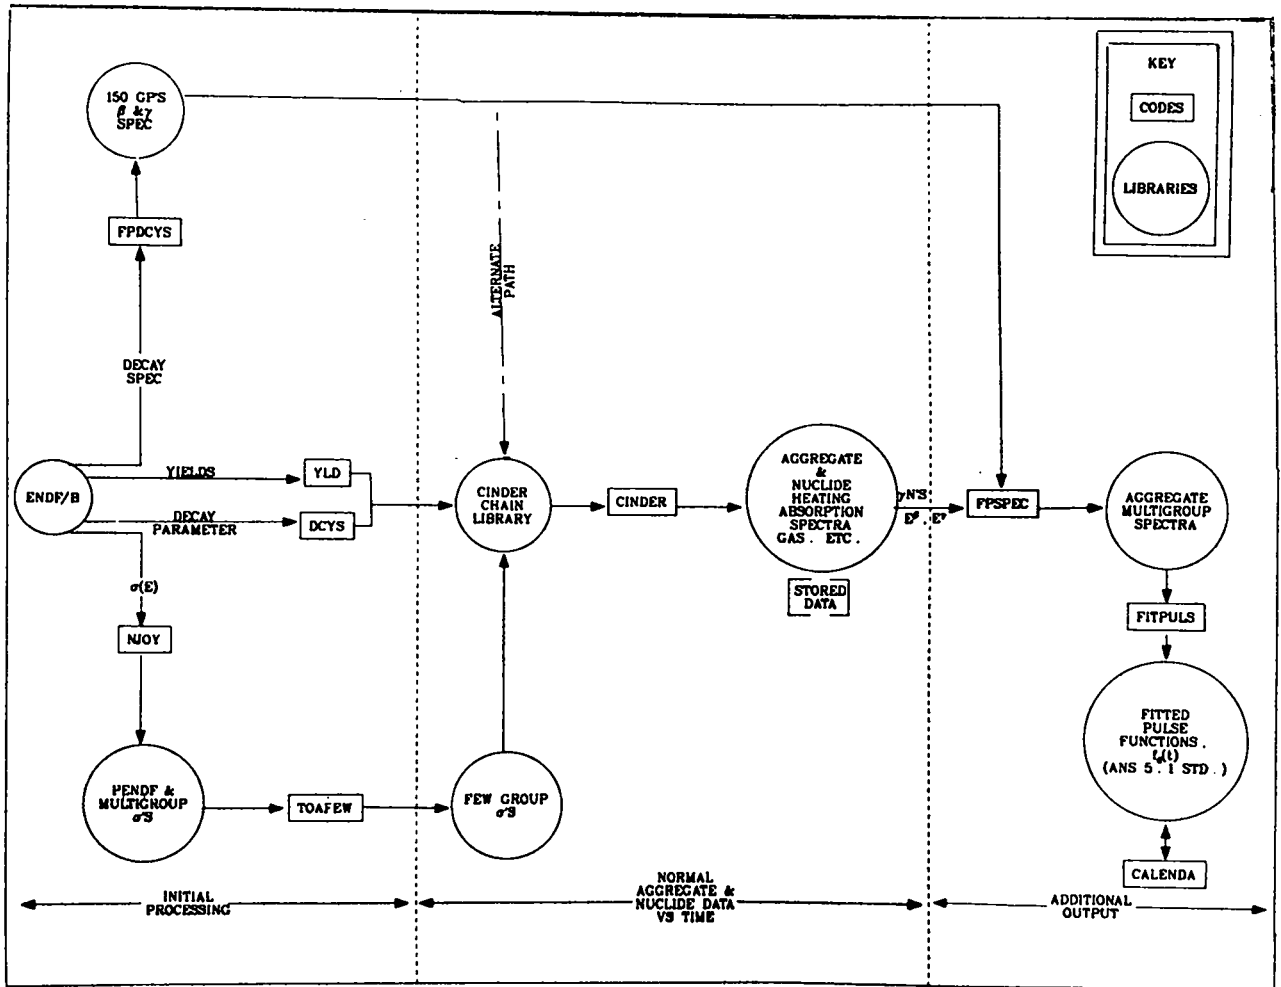 150 GP'S
β & γ
SPEC
FPDCYS
DECAY
SPEC
ENDF/B
YIELDS
YLD
DECAY
PARAMETER
DCYS
σ(E)
NJOY
PENDF &
MULTIGROUP
σ'S
TOAFEW
INITIAL
PROCESSING
ALTERNATE
PATH
CINDER
CHAIN
LIBRARY
CINDER
AGGREGATE
&
NUCLIDE
HEATING
ABSORPTION
SPECTRA
GAS. ETC.
STORED
DATA
FEW GROUP
σ'S
NORMAL
AGGREGATE &
NUCLIDE DATA
VS TIME
KEY
CODES
LIBRARIES
γN'S
FPSPEC
AGGREGATE
MULTIGROUP
SPECTRA
FITPULS
FITTED
PULSE
FUNCTIONS.
(ANS 5.1 STD.)
CALENDA
ADDITIONAL
OUTPUT